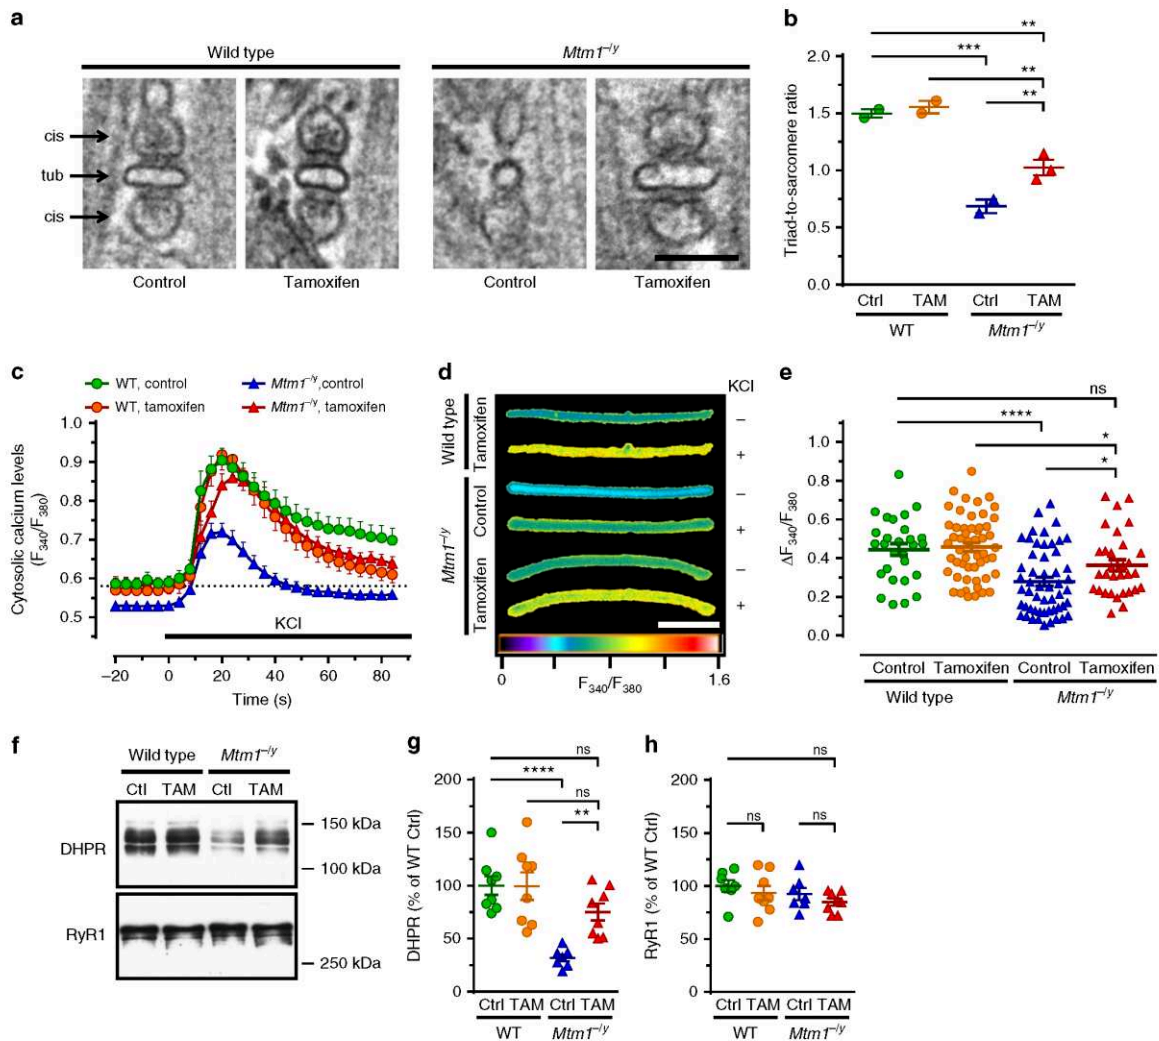 a
Wild type
Mtm1⁻/ʸ
cis
tub
cis
Control
Tamoxifen
Control
Tamoxifen
b
**
***
**
**
Triad-to-sarcomere ratio
2.0
1.5
1.0
0.5
0.0
Ctrl TAM Ctrl TAM
WT Mtm1⁻/ʸ
c
WT, control
Mtm1⁻/ʸ,control
WT, tamoxifen
Mtm1⁻/ʸ, tamoxifen
Cytosolic calcium levels
(F₃₄₀/F₃₈₀)
1.0
0.9
0.8
0.7
0.6
0.5
KCl
−20 0 20 40 60 80
Time (s)
d
KCl
Wild type
Tamoxifen
−
+
Mtm1⁻/ʸ
Control
−
+
Tamoxifen
−
+
0 F₃₄₀/F₃₈₀ 1.6
e
ns
****
*
*
ΔF₃₄₀/F₃₈₀
1.0
0.8
0.6
0.4
0.2
0.0
Control Tamoxifen Control Tamoxifen
Wild type Mtm1⁻/ʸ
f
Wild type Mtm1⁻/ʸ
Ctl TAM Ctl TAM
DHPR
150 kDa
100 kDa
RyR1
250 kDa
g
ns
****
ns
**
DHPR (% of WT Ctrl)
200
150
100
50
0
Ctrl TAM Ctrl TAM
WT Mtm1⁻/ʸ
h
ns
ns
ns
RyR1 (% of WT Ctrl)
200
150
100
50
0
Ctrl TAM Ctrl TAM
WT Mtm1⁻/ʸ